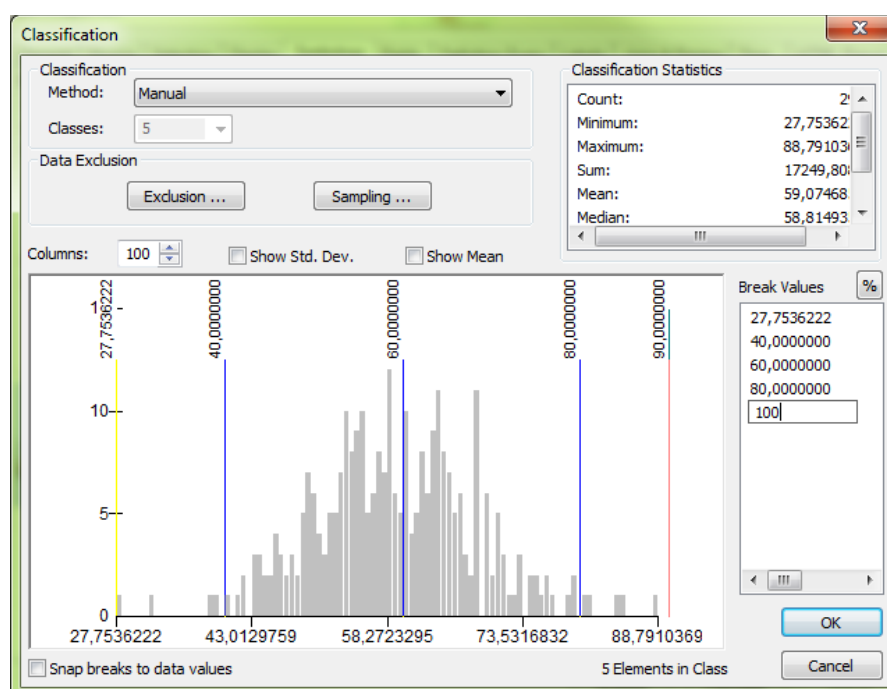 Classification
Classification
Method: Manual
Classes: 5
Data Exclusion
Exclusion ...
Sampling ...
Classification Statistics
Count:
Minimum: 27,75362
Maximum: 88,79103
Sum: 17249,80
Mean: 59,07468
Median: 58,81493
Columns: 100
Show Std. Dev.
Show Mean
Break Values
%
27,7536222
40,0000000
60,0000000
80,0000000
90,0000000
10
5
0
27,7536222 43,0129759 58,2723295 73,5316832 88,7910369
27,7536222
40,0000000
60,0000000
80,0000000
100
Snap breaks to data values
5 Elements in Class
OK
Cancel